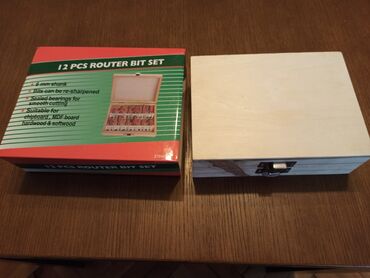 12 PCS ROUTER BIT SET
8 mm shank
Bits can be re-sharpened
Sealed bearings for
smooth cutting
Suitable for
chipboard, MDF-board
hardwood & softwood
12 PCS ROUTER BIT SET